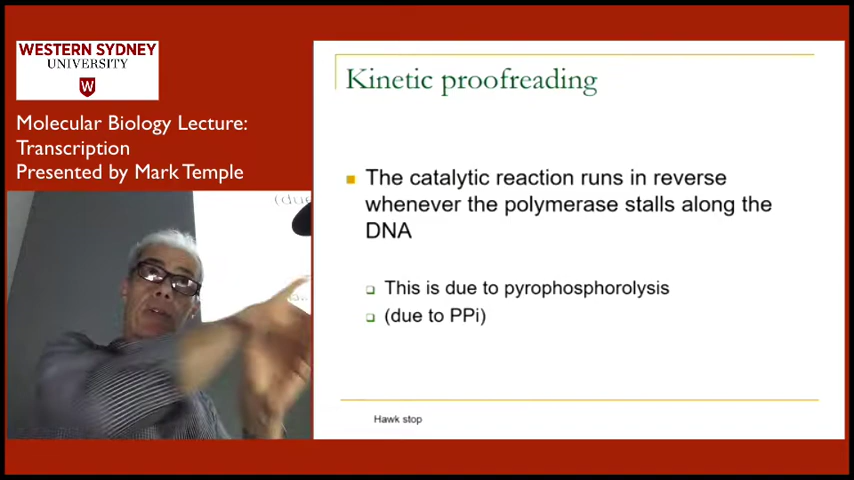 WESTERN SYDNEY
UNIVERSITY
W
Molecular Biology Lecture:
Transcription
Presented by Mark Temple
Kinetic proofreading
The catalytic reaction runs in reverse
whenever the polymerase stalls along the
DNA
This is due to pyrophosphorolysis
(due to PPi)
Hawk stop
(due